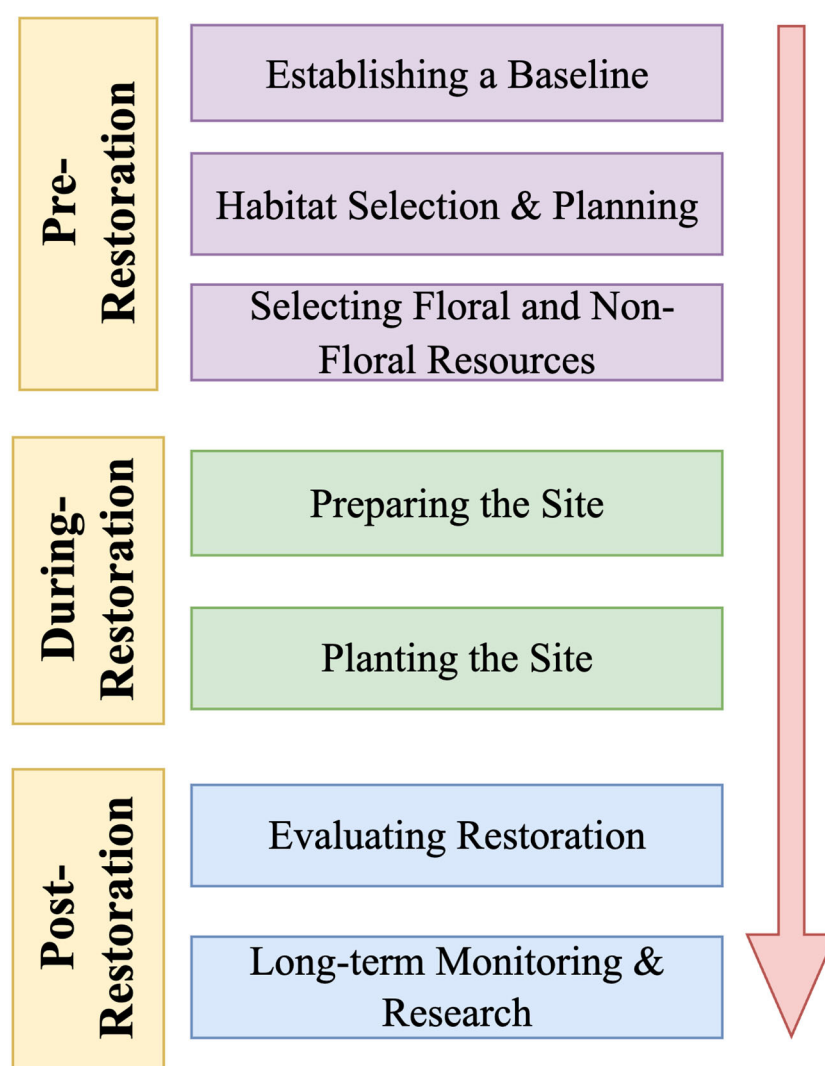 Pre-
Restoration
Establishing a Baseline
Habitat Selection & Planning
Selecting Floral and Non-
Floral Resources
During-
Restoration
Preparing the Site
Planting the Site
Post-
Restoration
Evaluating Restoration
Long-term Monitoring &
Research